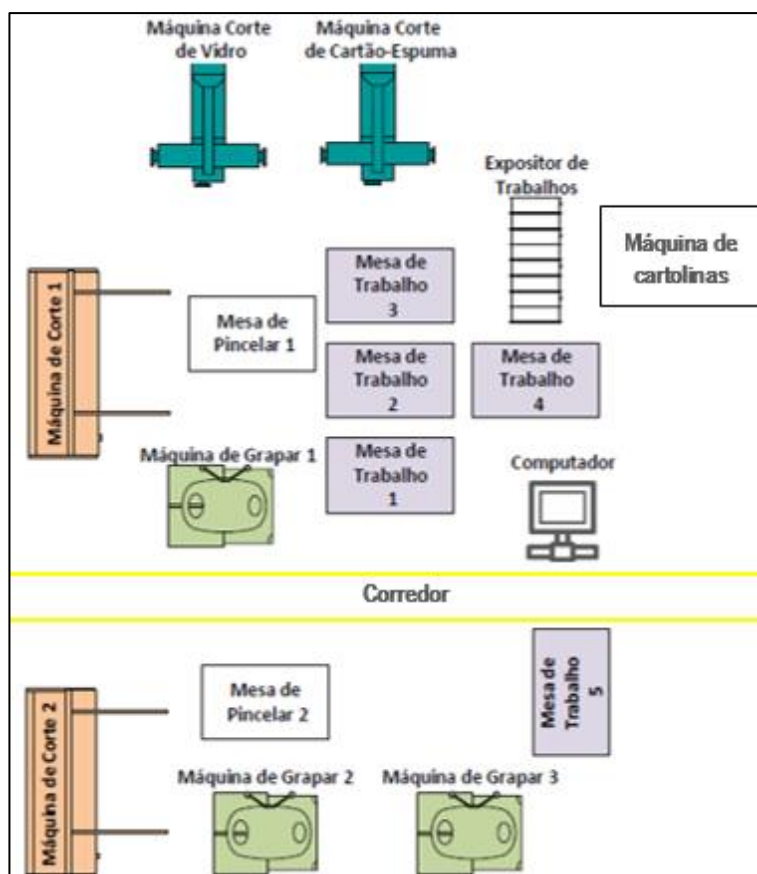 Máquina Corte
de Vidro
Máquina Corte
de Cartão-Espuma
Expositor de
Trabalhos
Máquina de
cartolinas
Máquina de Corte 1
Mesa de
Pincelar 1
Mesa de
Trabalho
3
Mesa de
Trabalho
2
Mesa de
Trabalho
4
Máquina de Grapar 1
Mesa de
Trabalho
1
Computador
Corredor
Máquina de Corte 2
Mesa de
Pincelar 2
Mesa de
Trabalho
5
Máquina de Grapar 2
Máquina de Grapar 3